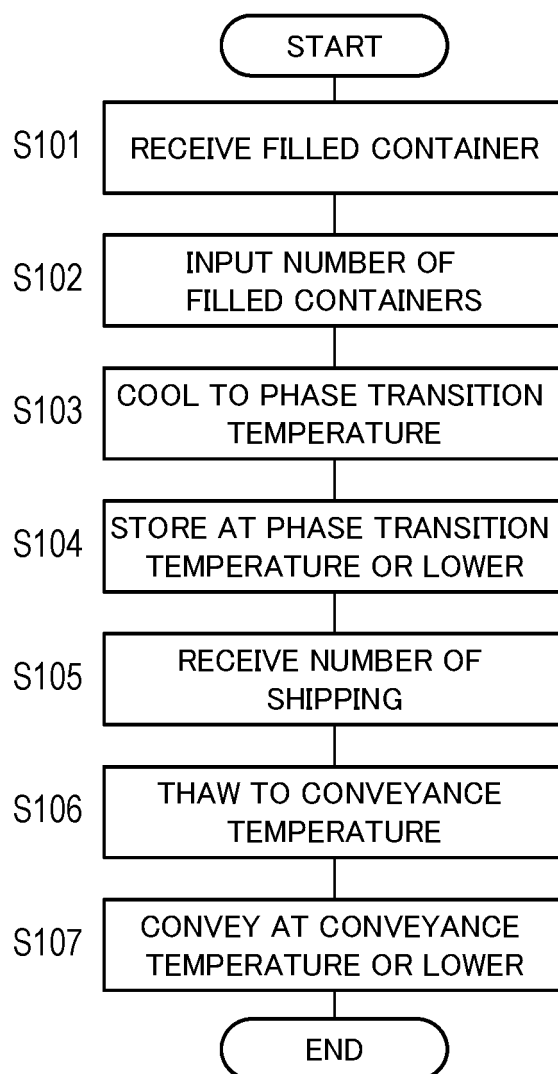 START
S101
RECEIVE FILLED CONTAINER
S102
INPUT NUMBER OF
FILLED CONTAINERS
S103
COOL TO PHASE TRANSITION
TEMPERATURE
S104
STORE AT PHASE TRANSITION
TEMPERATURE OR LOWER
S105
RECEIVE NUMBER OF
SHIPPING
S106
THAW TO CONVEYANCE
TEMPERATURE
S107
CONVEY AT CONVEYANCE
TEMPERATURE OR LOWER
END